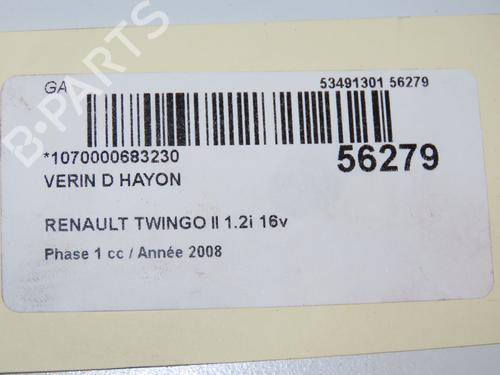 GA
53491301 56279
*1070000683230
56279
VERIN D HAYON
RENAULT TWINGO II 1.2i 16v
Phase 1 cc / Année 2008
B-PARTS